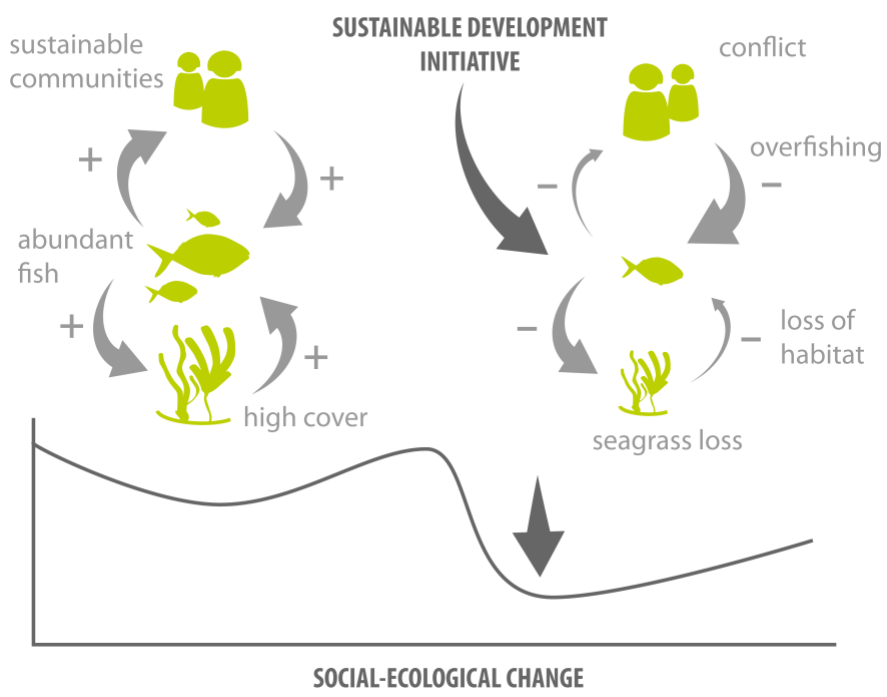 sustainable
communities
SUSTAINABLE DEVELOPMENT
INITIATIVE
conflict
+
+
overfishing
–
–
abundant
fish
+
+
–
–
loss of
habitat
high cover
seagrass loss
SOCIAL-ECOLOGICAL CHANGE